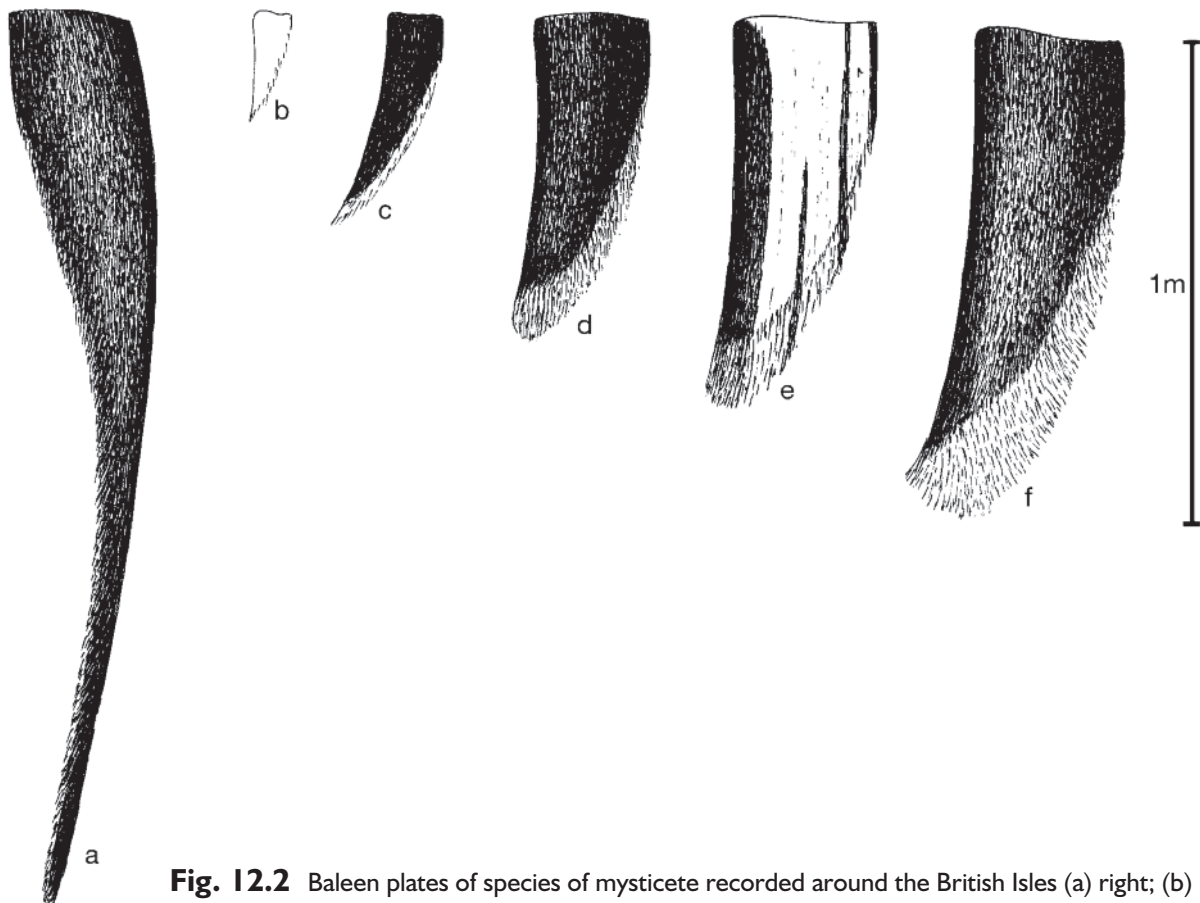 b
c
d
e
f
1m
a
Fig. 12.2 Baleen plates of species of mysticete recorded around the British Isles (a) right; (b)